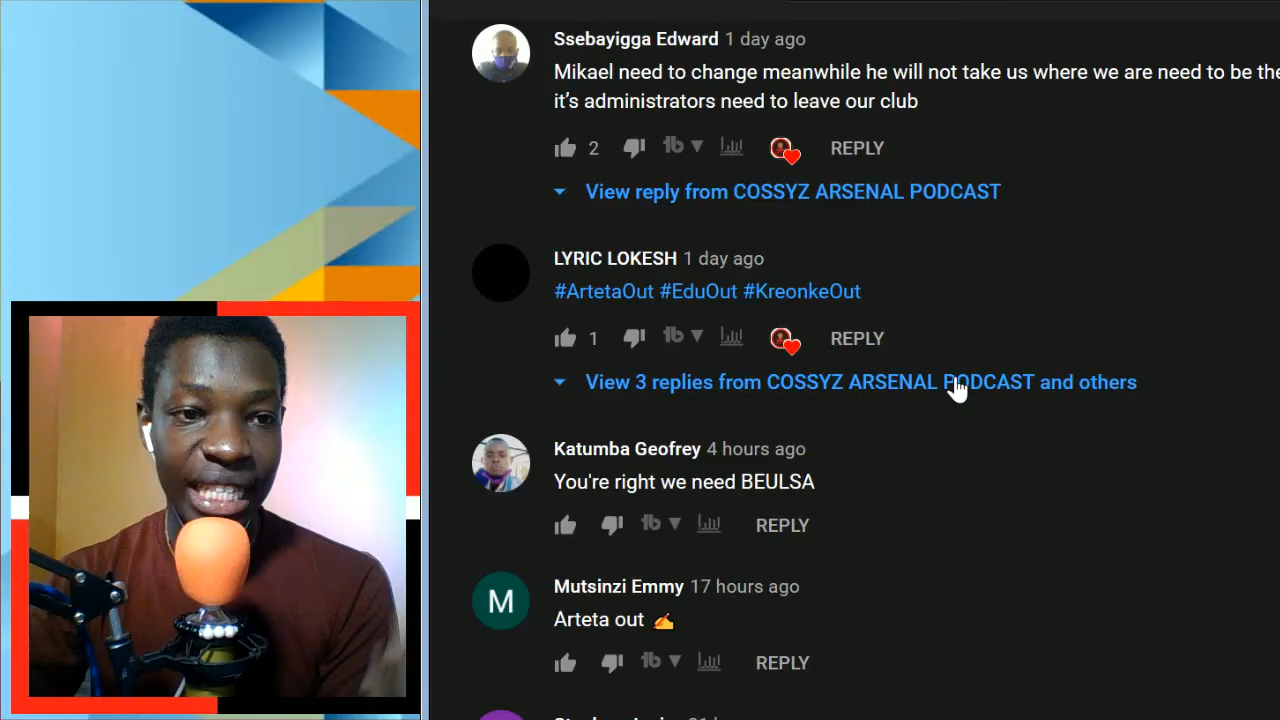 Ssebayigga Edward 1 day ago
Mikael need to change meanwhile he will not take us where we are need to be the
it's administrators need to leave our club
2 REPLY
View reply from COSSYZ ARSENAL PODCAST
LYRIC LOKESH 1 day ago
#ArtetaOut #EduOut #KreonkeOut
1 REPLY
View 3 replies from COSSYZ ARSENAL PODCAST and others
Katumba Geofrey 4 hours ago
You're right we need BEULSA
REPLY
M
Mutsinzi Emmy 17 hours ago
Arteta out ✍️
REPLY